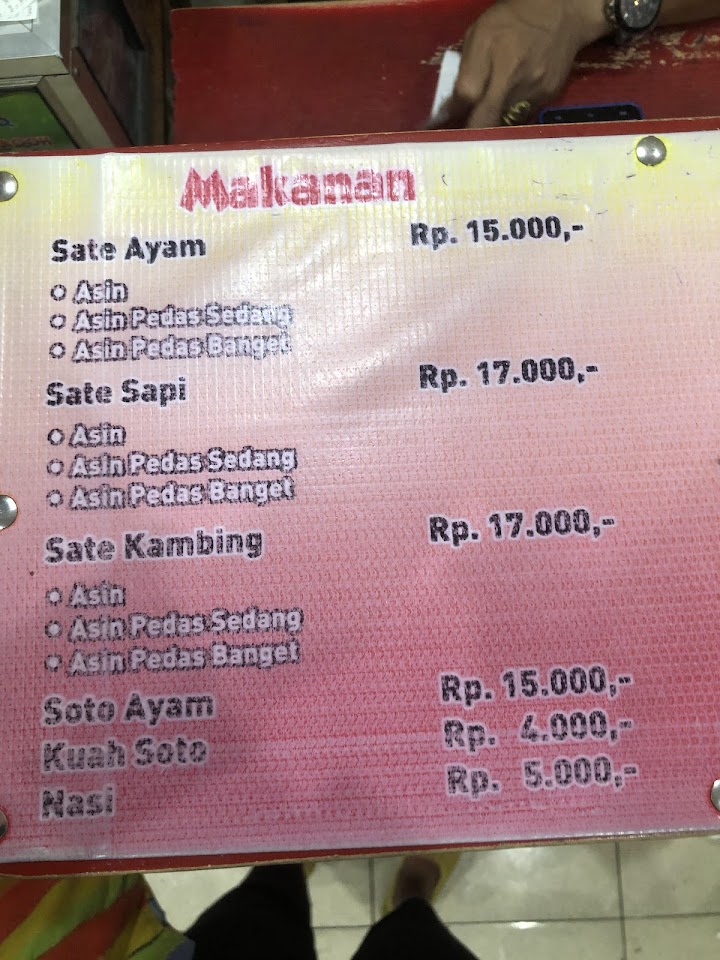 Makanan
Sate Ayam Rp. 15.000,-
Asin
Asin Pedas Sedang
Asin Pedas Banget
Sate Sapi Rp. 17.000,-
Asin
Asin Pedas Sedang
Asin Pedas Banget
Sate Kambing Rp. 17.000,-
Asin
Asin Pedas Sedang
Asin Pedas Banget
Soto Ayam Rp. 15.000,-
Kuah Soto Rp. 4.000,-
Nasi Rp. 5.000,-